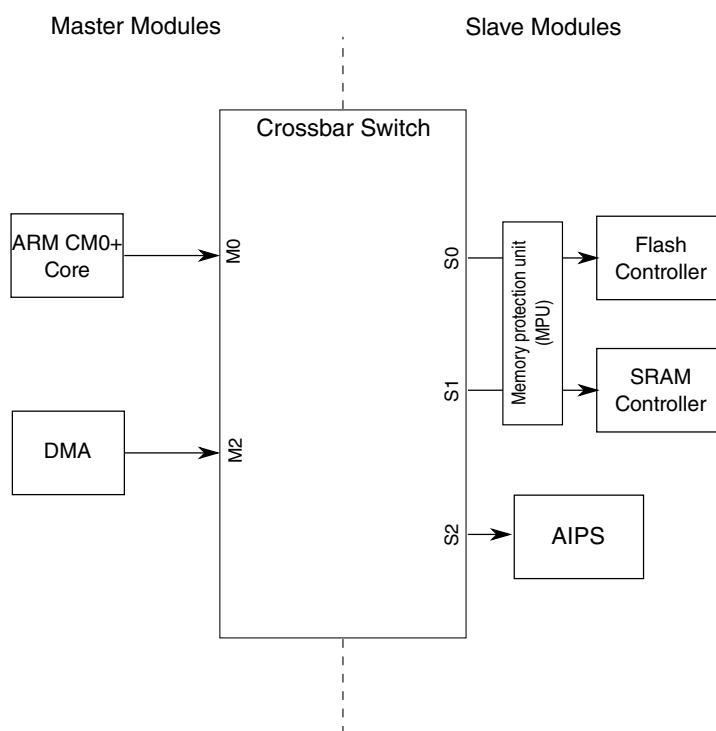 Master Modules
Slave Modules
Crossbar Switch
ARM CM0+
Core
M0
S0
Memory protection unit
(MPU)
Flash
Controller
S1
SRAM
Controller
DMA
M2
S2
AIPS